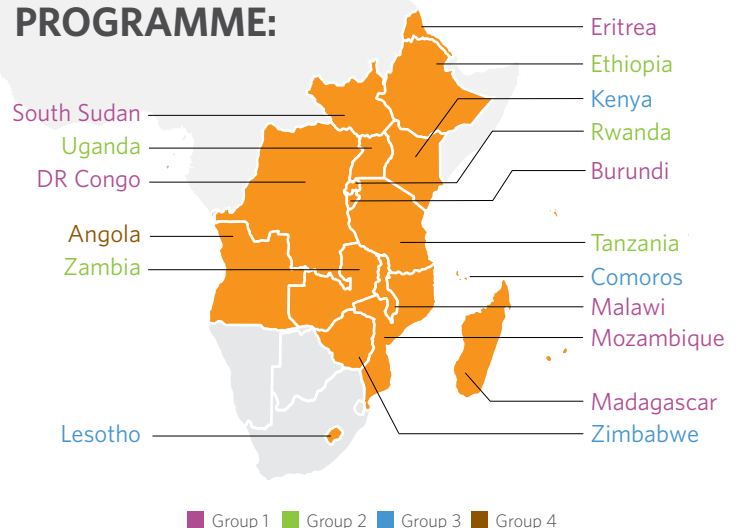 PROGRAMME:
South Sudan
Uganda
DR Congo
Angola
Zambia
Lesotho
Eritrea
Ethiopia
Kenya
Rwanda
Burundi
Tanzania
Comoros
Malawi
Mozambique
Madagascar
Zimbabwe
Group 1 Group 2 Group 3 Group 4